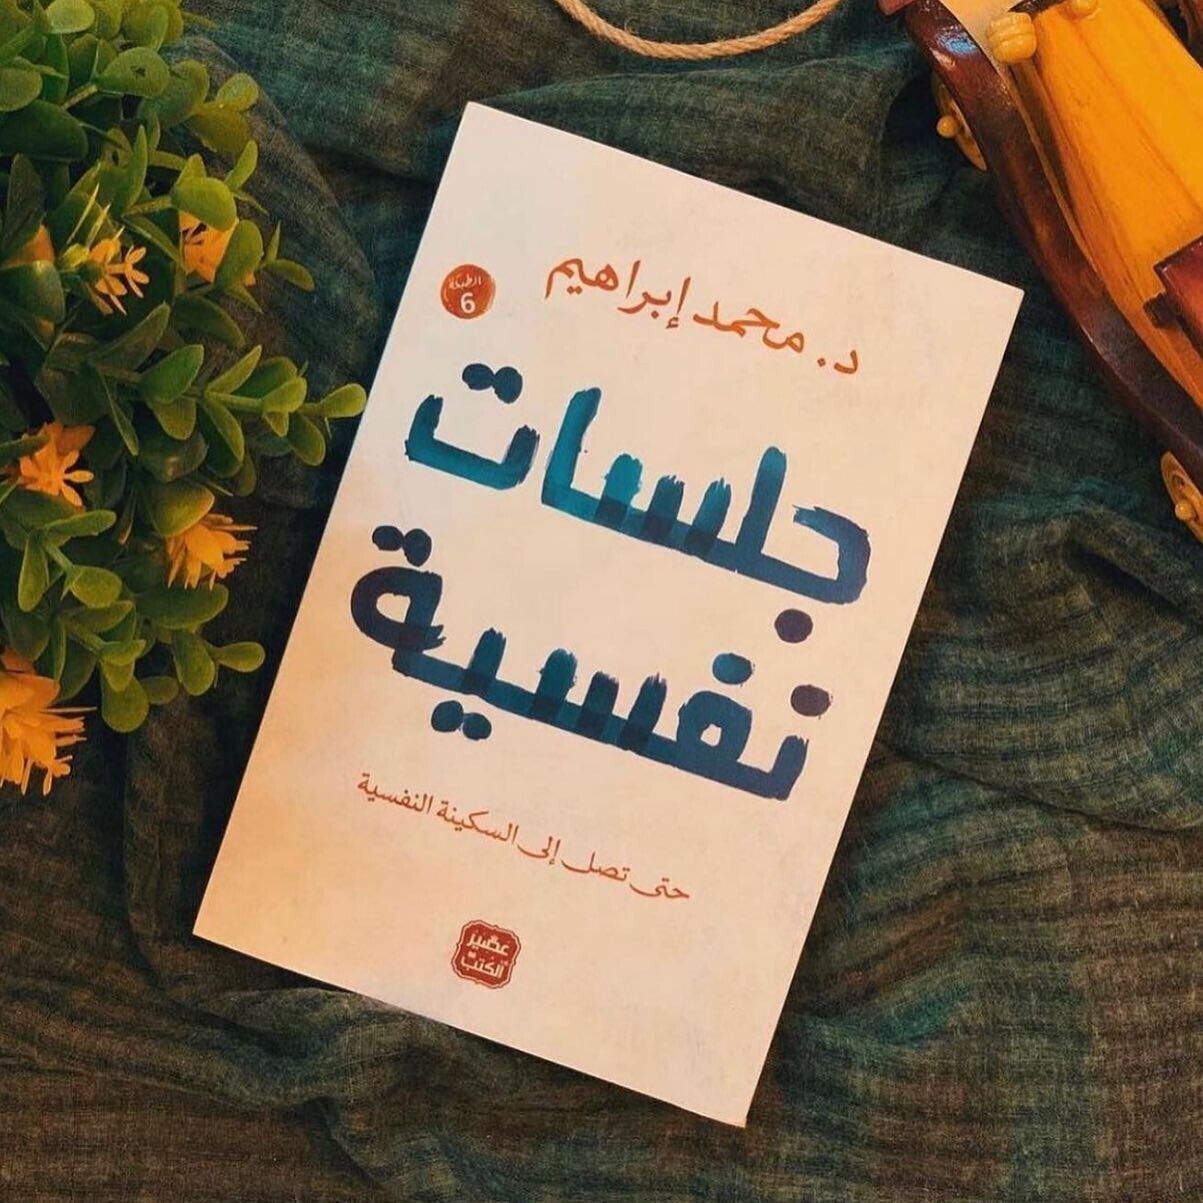 د. محمد إبراهيم
الطبعة
6
جلسات
نفسية
حتى تصل إلى السكينة النفسية
عصير
الكتب